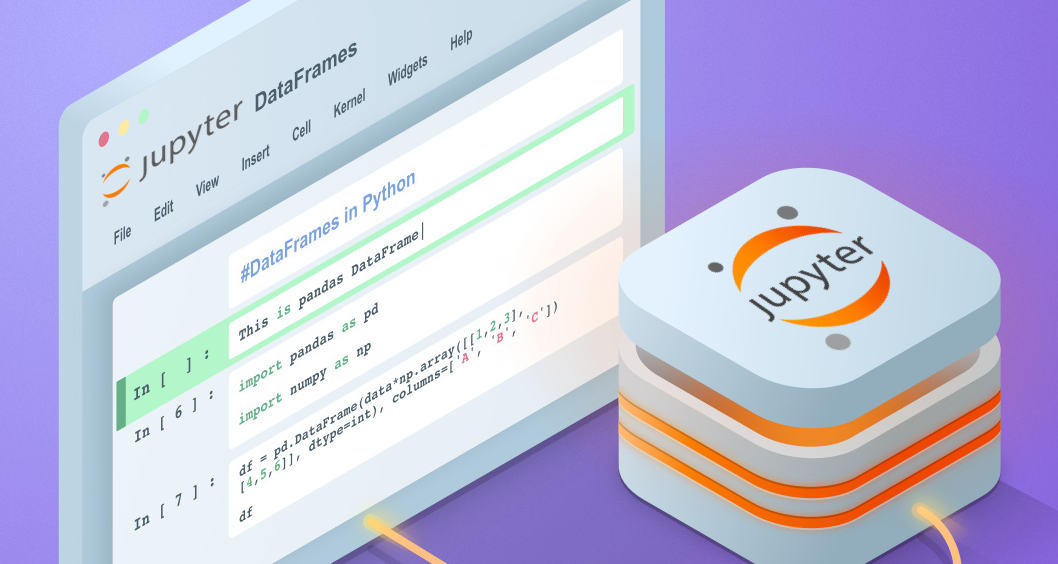 jupyter DataFrames
File Edit View Insert Cell Kernel Widgets Help
#DataFrames in Python
In [ ] : This is pandas DataFrame
In [ 6 ] : import pandas as pd
import numpy as np
In [ 7 ] : df = pd.DataFrame(data*np.array([[1,2,3],
[4,5,6]], dtype=int), columns=['A', 'B', 'C'])
df
jupyter